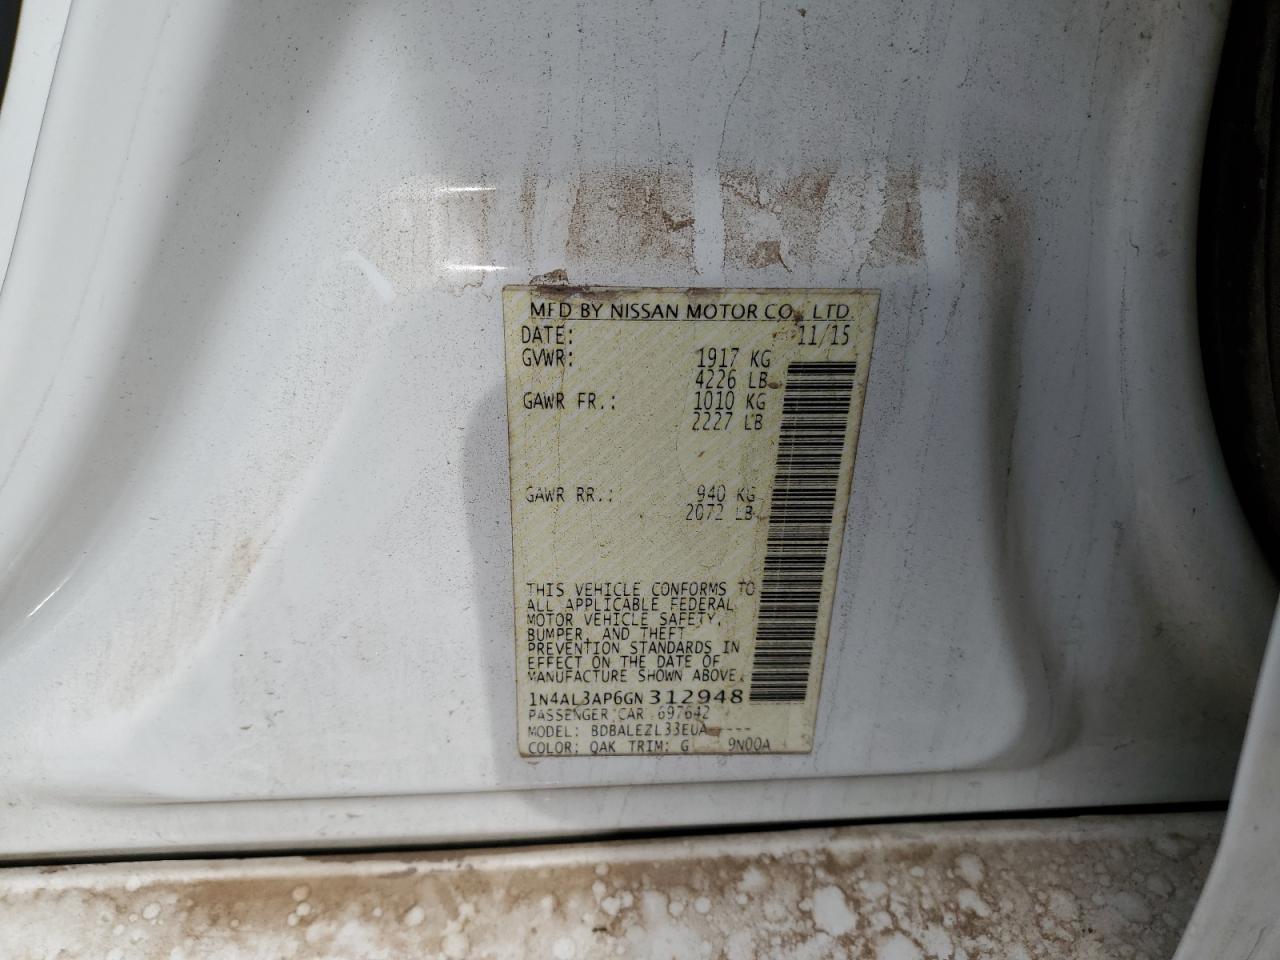 MFD BY NISSAN MOTOR CO., LTD.
DATE: 11/15
GVWR: 1917 KG
4226 LB
GAWR FR.: 1010 KG
2227 LB
GAWR RR.: 940 KG
2072 LB
THIS VEHICLE CONFORMS TO
ALL APPLICABLE FEDERAL
MOTOR VEHICLE SAFETY,
BUMPER, AND THEFT
PREVENTION STANDARDS IN
EFFECT ON THE DATE OF
MANUFACTURE SHOWN ABOVE.
1N4AL3AP6GN312948
PASSENGER CAR 697642
MODEL: BDBALEZL33EUA-----
COLOR: QAK TRIM: G 9N00A